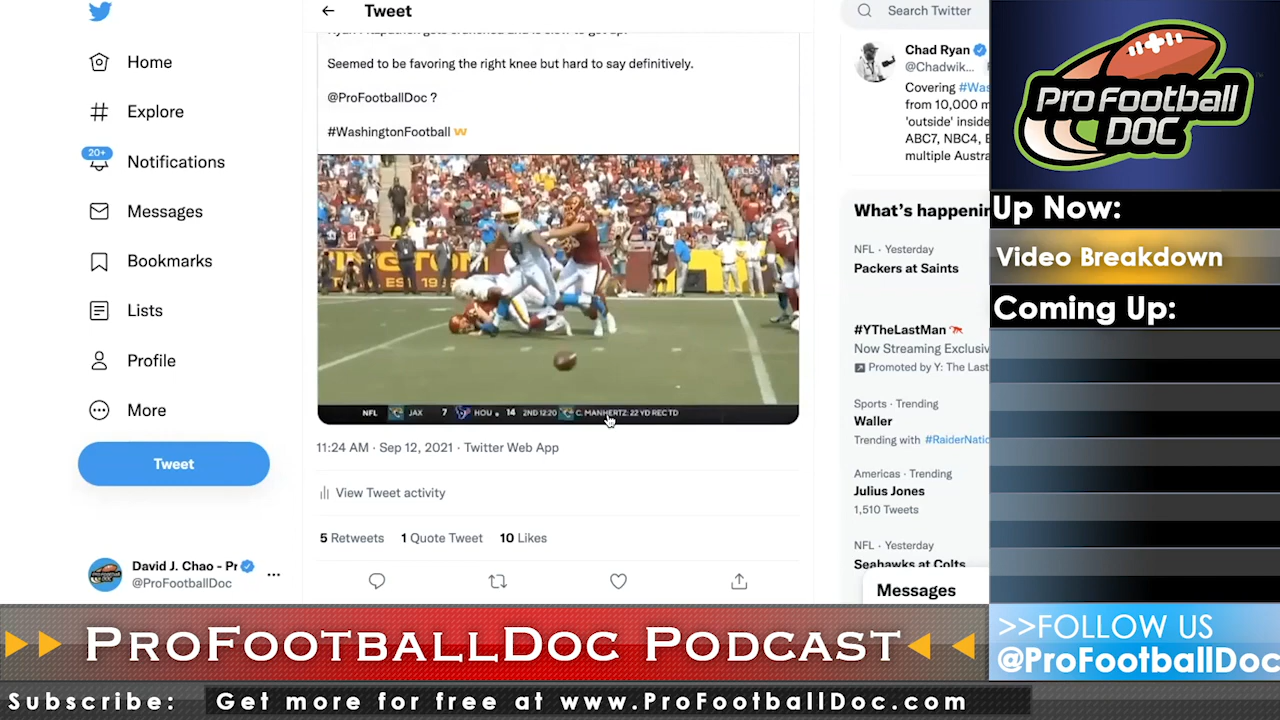 Tweet
Search Twitter
Home
Explore
20+
Notifications
Messages
Bookmarks
Lists
Profile
More
Tweet
David J. Chao - Pr
@ProFootballDoc
Seemed to be favoring the right knee but hard to say definitively.
@ProFootballDoc ?
#WashingtonFootball
NFL JAX 7 HOU 14 2ND 12:20 C. MANHERTZ: 22 YD REC TD
11:24 AM · Sep 12, 2021 · Twitter Web App
View Tweet activity
5 Retweets 1 Quote Tweet 10 Likes
Chad Ryan
@Chadwik...
Covering #Was
from 10,000 m
'outside' inside
ABC7, NBC4, E
multiple Austra
What's happenin
NFL · Yesterday
Packers at Saints
#YTheLastMan
Now Streaming Exclusiv
Promoted by Y: The Last
Sports · Trending
Waller
Trending with #RaiderNatio
Americas · Trending
Julius Jones
1,510 Tweets
NFL · Yesterday
Seahawks at Colts
Messages
Pro Football
DOC
Up Now:
Video Breakdown
Coming Up:
>>FOLLOW US
@ProFootballDoc
ProFootballDoc Podcast
Subscribe: Get more for free at www.ProFootballDoc.com